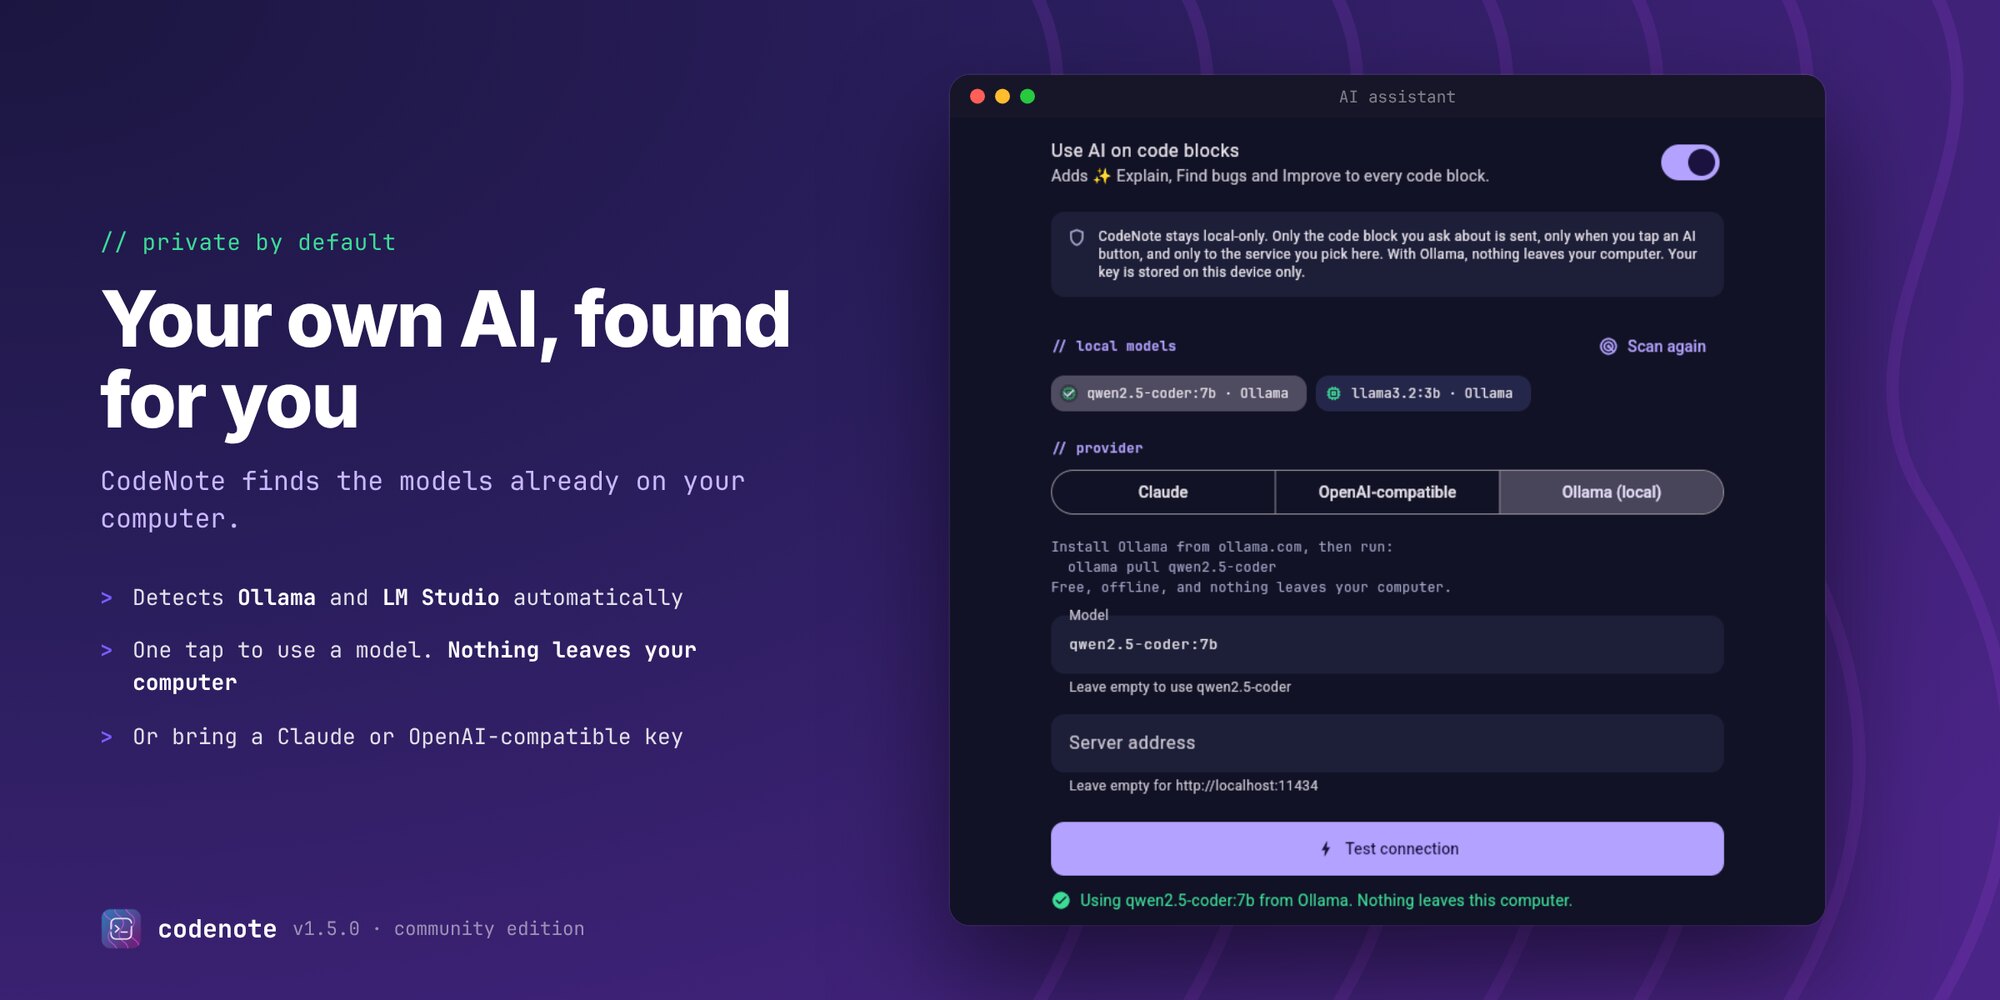 // private by default
Your own AI, found
for you
CodeNote finds the models already on your
computer.
> Detects Ollama and LM Studio automatically
> One tap to use a model. Nothing leaves your
computer
> Or bring a Claude or OpenAI-compatible key
codenote v1.5.0 · community edition
AI assistant
Use AI on code blocks
Adds ✨ Explain, Find bugs and Improve to every code block.
CodeNote stays local-only. Only the code block you ask about is sent, only when you tap an AI
button, and only to the service you pick here. With Ollama, nothing leaves your computer. Your
key is stored on this device only.
// local models
Scan again
qwen2.5-coder:7b · Ollama
llama3.2:3b · Ollama
// provider
Claude
OpenAI-compatible
Ollama (local)
Install Ollama from ollama.com, then run:
ollama pull qwen2.5-coder
Free, offline, and nothing leaves your computer.
Model
qwen2.5-coder:7b
Leave empty to use qwen2.5-coder
Server address
Leave empty for http://localhost:11434
Test connection
Using qwen2.5-coder:7b from Ollama. Nothing leaves this computer.